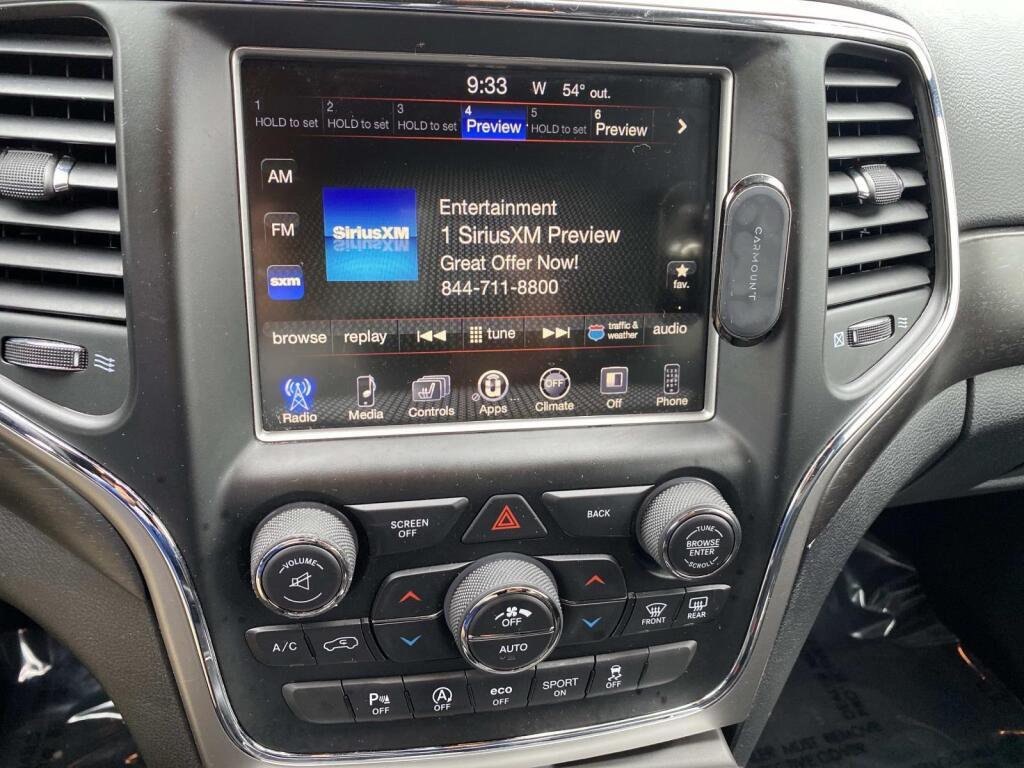 9:33 W 54° out.
1 2 3 4 5 6
HOLD to set HOLD to set HOLD to set Preview HOLD to set Preview
AM
FM
sxm
SiriusXM
Entertainment
1 SiriusXM Preview
Great Offer Now!
844-711-8800
fav.
CARMOUNT
browse replay tune traffic & weather audio
OFF
Radio Media Controls Apps Climate Off Phone
SCREEN
OFF
BACK
VOLUME
TUNE
BROWSE
ENTER
SCROLL
OFF
AUTO
A/C
FRONT
REAR
P OFF
A OFF
eco OFF
SPORT ON
OFF
MUST REMOVE